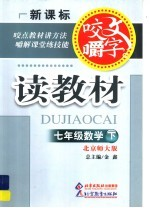 新课标
咬文嚼字
咬点教材讲方法
嚼解课堂练技能
读教材
DUJIAOCAI
七年级数学 下
北京师大版
总主编/金鑫